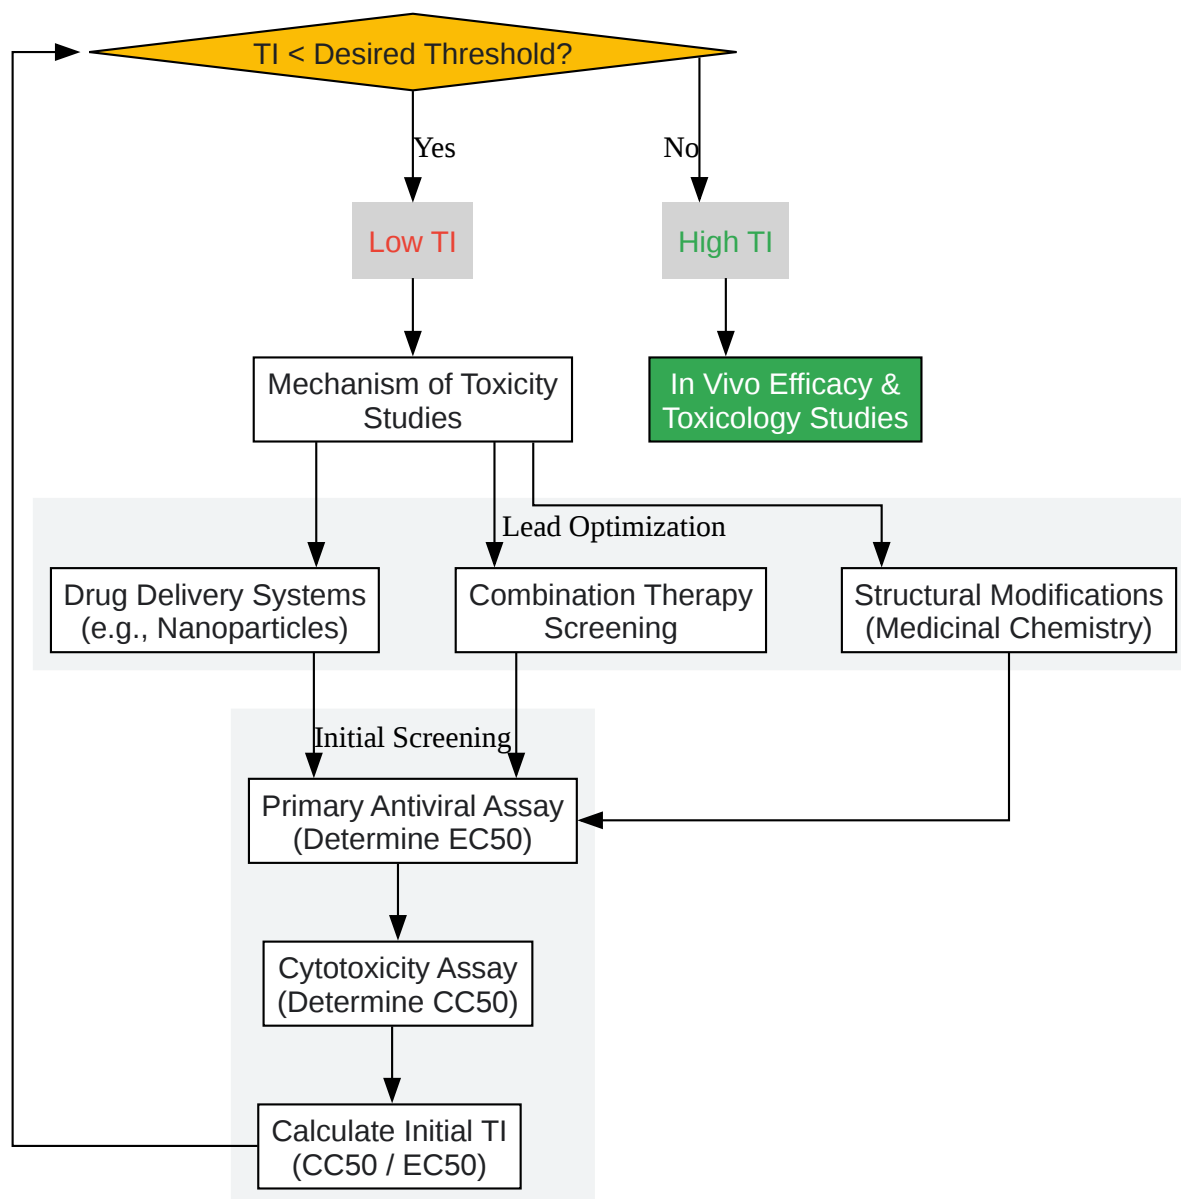 TI < Desired Threshold?
Yes
No
Low TI
High TI
Mechanism of Toxicity
Studies
In Vivo Efficacy &
Toxicology Studies
Lead Optimization
Drug Delivery Systems
(e.g., Nanoparticles)
Combination Therapy
Screening
Structural Modifications
(Medicinal Chemistry)
Initial Screening
Primary Antiviral Assay
(Determine EC50)
Cytotoxicity Assay
(Determine CC50)
Calculate Initial TI
(CC50 / EC50)